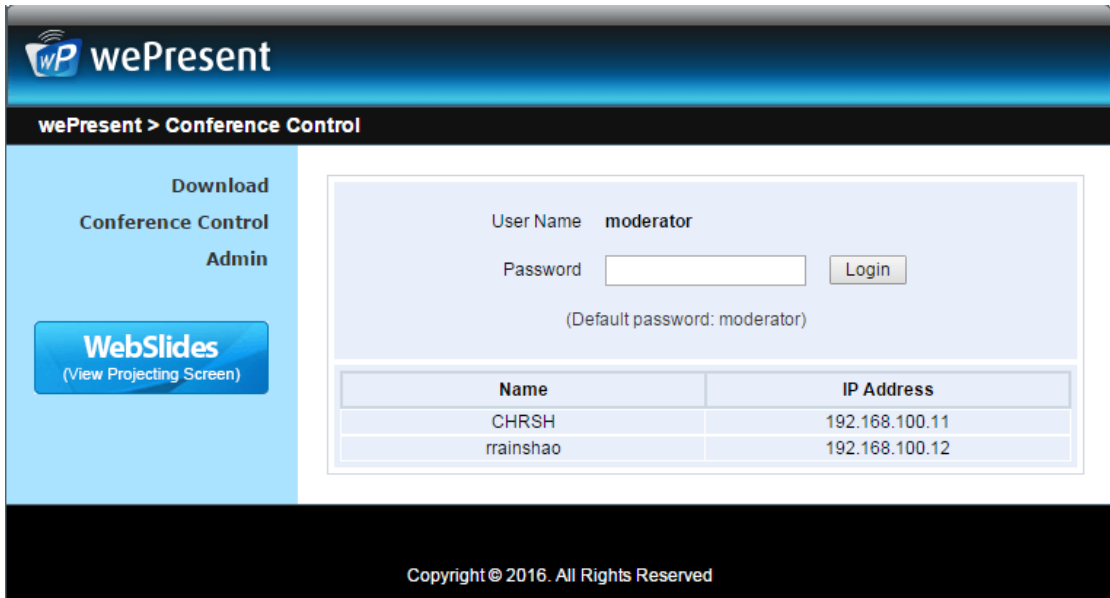 wP wePresent
wePresent > Conference Control
Download
Conference Control
Admin
WebSlides
(View Projecting Screen)
User Name moderator
Password Login
(Default password: moderator)
Name IP Address
CHRSH 192.168.100.11
rrainshao 192.168.100.12
Copyright © 2016. All Rights Reserved